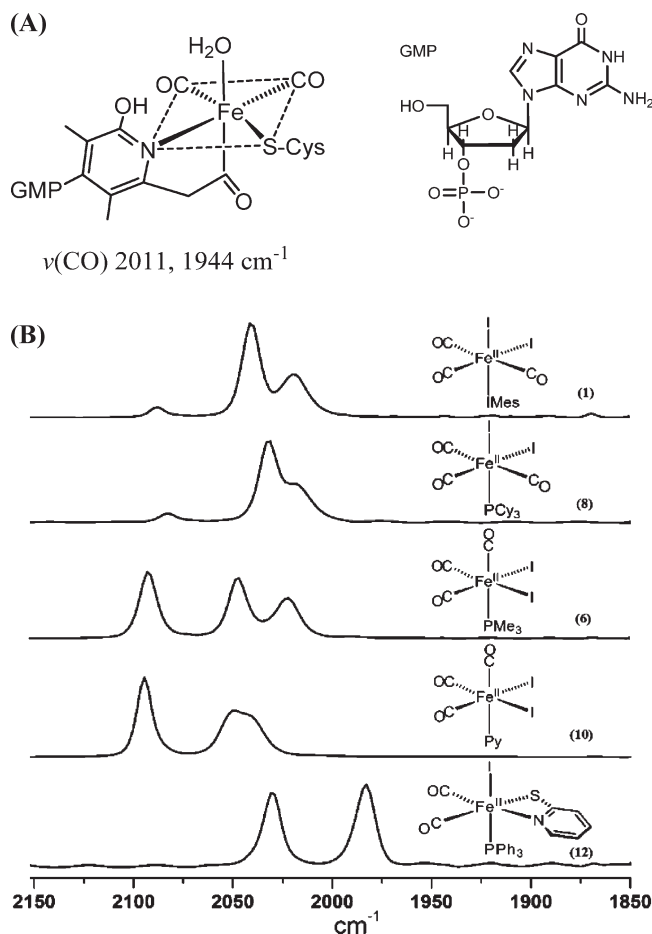 (A)
H₂O
OC
CO
Fe
OH
N
S-Cys
GMP
O
ν(CO) 2011, 1944 cm⁻¹
GMP
O
N
NH
N
N
NH₂
HO
O
H
H
H
H
O
O=P-O⁻
O⁻
(B)
I
OC
Feᴵᴵ
I
OC
CO
IMes
(1)
I
OC
Feᴵᴵ
I
OC
CO
PCy₃
(8)
O
C
OC
Feᴵᴵ
I
OC
I
PMe₃
(6)
O
C
OC
Feᴵᴵ
I
OC
I
Py
(10)
I
OC
Feᴵᴵ
S
OC
N
PPh₃
(12)
2150 2100 2050 2000 1950 1900 1850
cm⁻¹